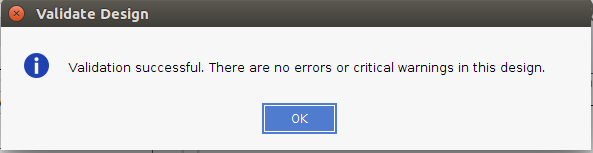 Validate Design
Validation successful. There are no errors or critical warnings in this design.
OK